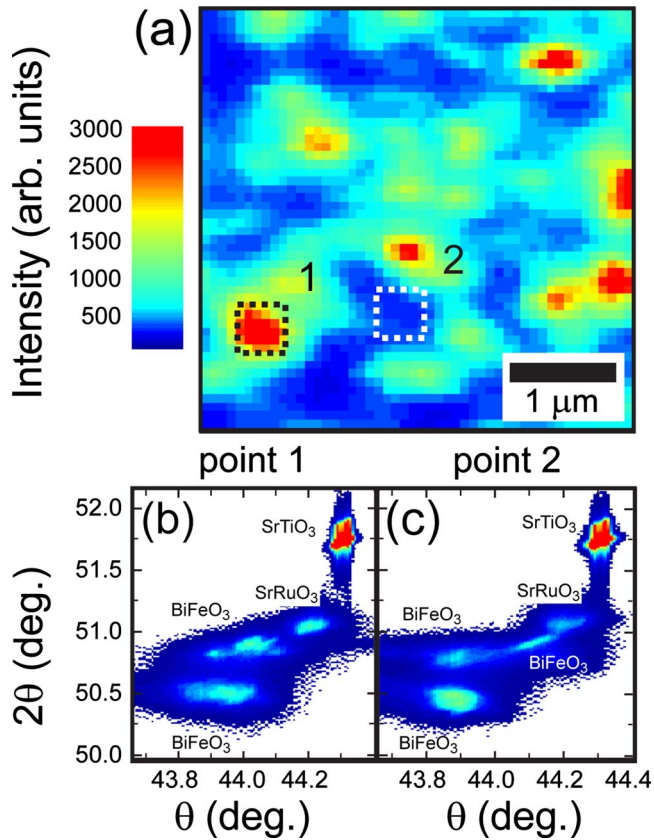 (a)
Intensity (arb. units)
3000
2500
2000
1500
1000
500
1
2
1 μm
point 1
point 2
(b)
(c)
2θ (deg.)
52.0
51.5
51.0
50.5
50.0
SrTiO3
SrRuO3
BiFeO3
BiFeO3
SrTiO3
SrRuO3
BiFeO3
BiFeO3
BiFeO3
43.8
44.0
44.2
43.8
44.0
44.2
44.4
θ (deg.)
θ (deg.)